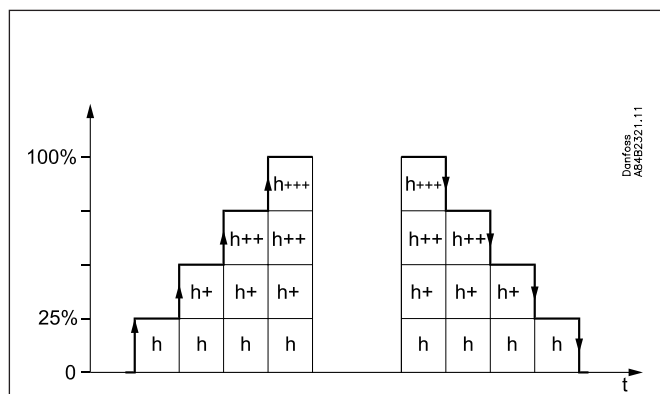 Danfoss
A84B2321.11
100%
h+++ h+++
h++ h++ h++ h++
h+ h+ h+ h+ h+ h+
25%
h h h h h h h h
0
t